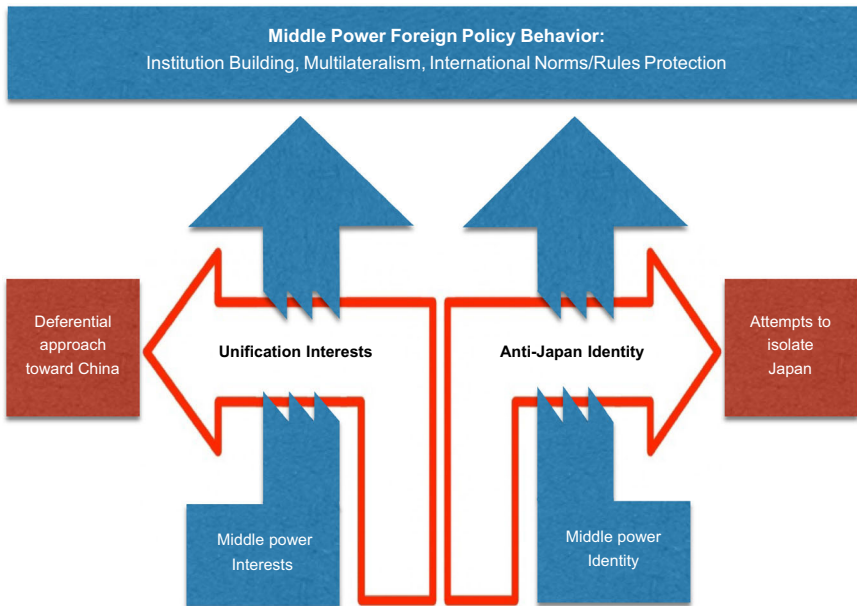 Middle Power Foreign Policy Behavior:
Institution Building, Multilateralism, International Norms/Rules Protection
Deferential
approach
toward China
Unification Interests
Anti-Japan Identity
Attempts to
isolate
Japan
Middle power
Interests
Middle power
Identity